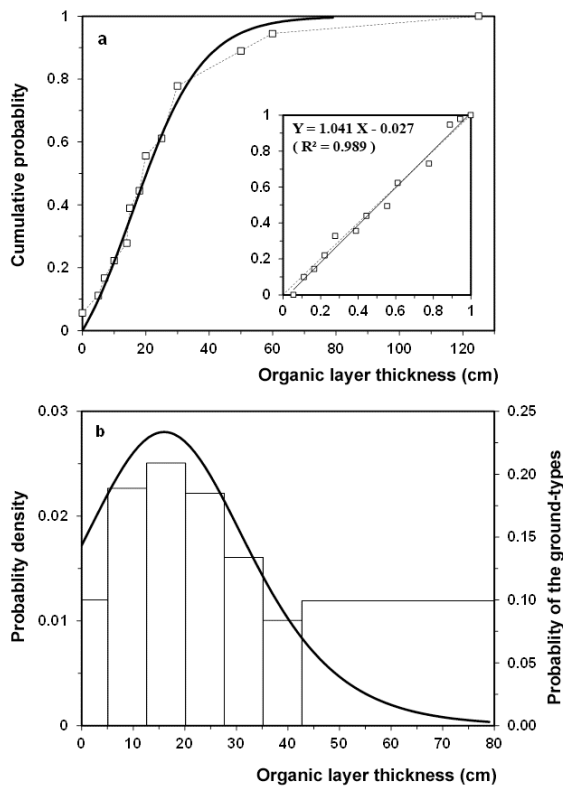 a
Cumulative probablity
1
0.8
0.6
0.4
0.2
0
0 20 40 60 80 100 120
Organic layer thickness (cm)
Y = 1.041 X - 0.027
( R² = 0.989 )
1
0.8
0.6
0.4
0.2
0
0 0.2 0.4 0.6 0.8 1
b
Probablity density
0.03
0.02
0.01
0
0 10 20 30 40 50 60 70 80
Organic layer thickness (cm)
0.25
0.20
0.15
0.10
0.05
0.00
Probablity of the ground-types